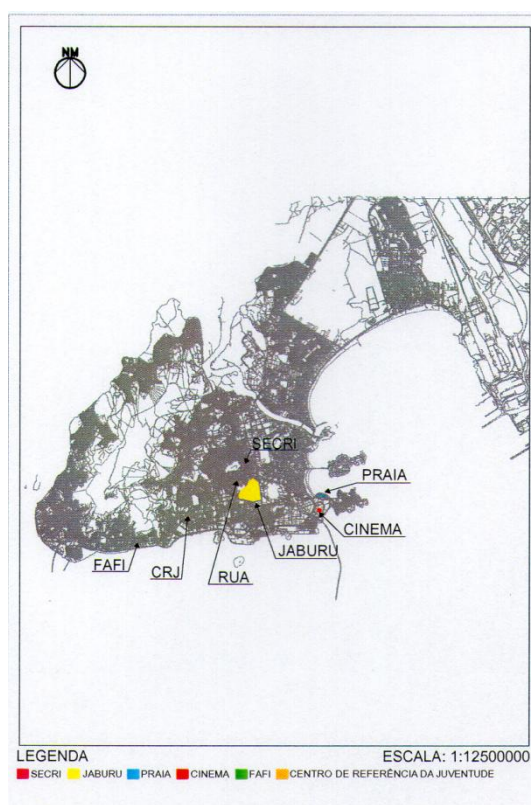 NM
SECRI
PRAIA
CINEMA
JABURU
FAFI
CRJ
RUA
LEGENDA
ESCALA: 1:12500000
SECRI JABURU PRAIA CINEMA FAFI CENTRO DE REFERÊNCIA DA JUVENTUDE